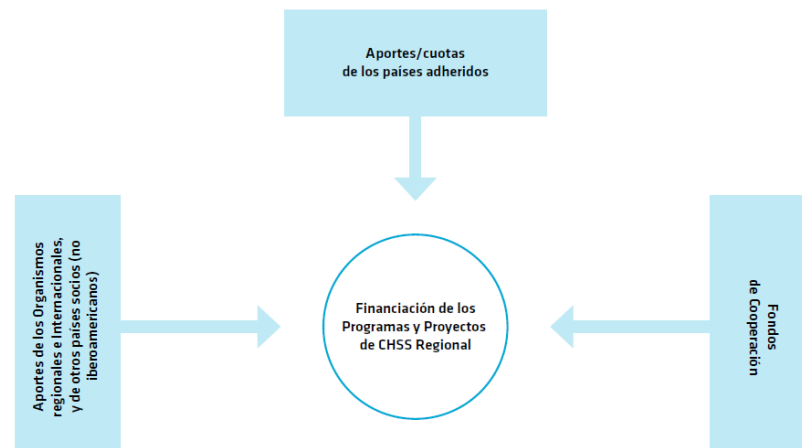 Aportes/cuotas
de los países adheridos
Aportes de los Organismos
regionales e Internacionales,
y de otros países socios (no
iberoamericanos)
Financiación de los
Programas y Proyectos
de CHSS Regional
Fondos
de Cooperación